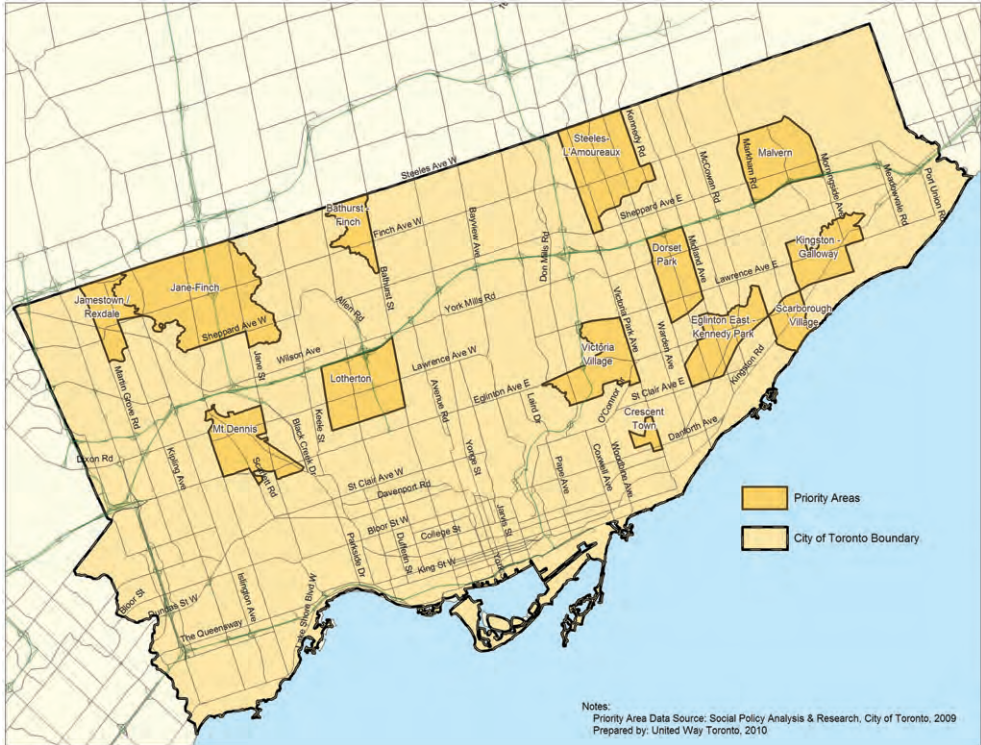 Steeles-
L'Amoureaux
Kennedy Rd
Malvern
Markham Rd
McCowan Rd
Morningside Ave
Meadowvale Rd
Port Union Rd
Steeles Ave W
Bathurst -
Finch
Finch Ave W
Bayview Ave
Sheppard Ave E
Don Mills Rd
Dorset
Park
Midland Ave
Kingston -
Galloway
Lawrence Ave E
Jamestown /
Rexdale
Jane-Finch
Sheppard Ave W
Allen Rd
Bathurst St
York Mills Rd
Victoria Park Ave
Warden Ave
Eglinton East -
Kennedy Park
Scarborough
Village
Kingston Rd
Martin Grove Rd
Jane St
Wilson Ave
Lotherton
Lawrence Ave W
Victoria
Village
Eglinton Ave E
Laird Dr
O'Connor
St Clair Ave E
Crescent
Town
Danforth Ave
Avenue Rd
Keele St
Black Creek Dr
Mt Dennis
Dixon Rd
Kipling Ave
St Clair Ave W
Davenport Rd
Yonge St
Pape Ave
Coxwell Ave
Woodbine Ave
Bloor St W
College St
Jarvis St
Parkside Dr
Dufferin St
King St W
Bloor St
Dundas St W
Islington Ave
The Queensway
Shore Blvd W
Priority Areas
City of Toronto Boundary
Notes:
Priority Area Data Source: Social Policy Analysis & Research, City of Toronto, 2009
Prepared by: United Way Toronto, 2010